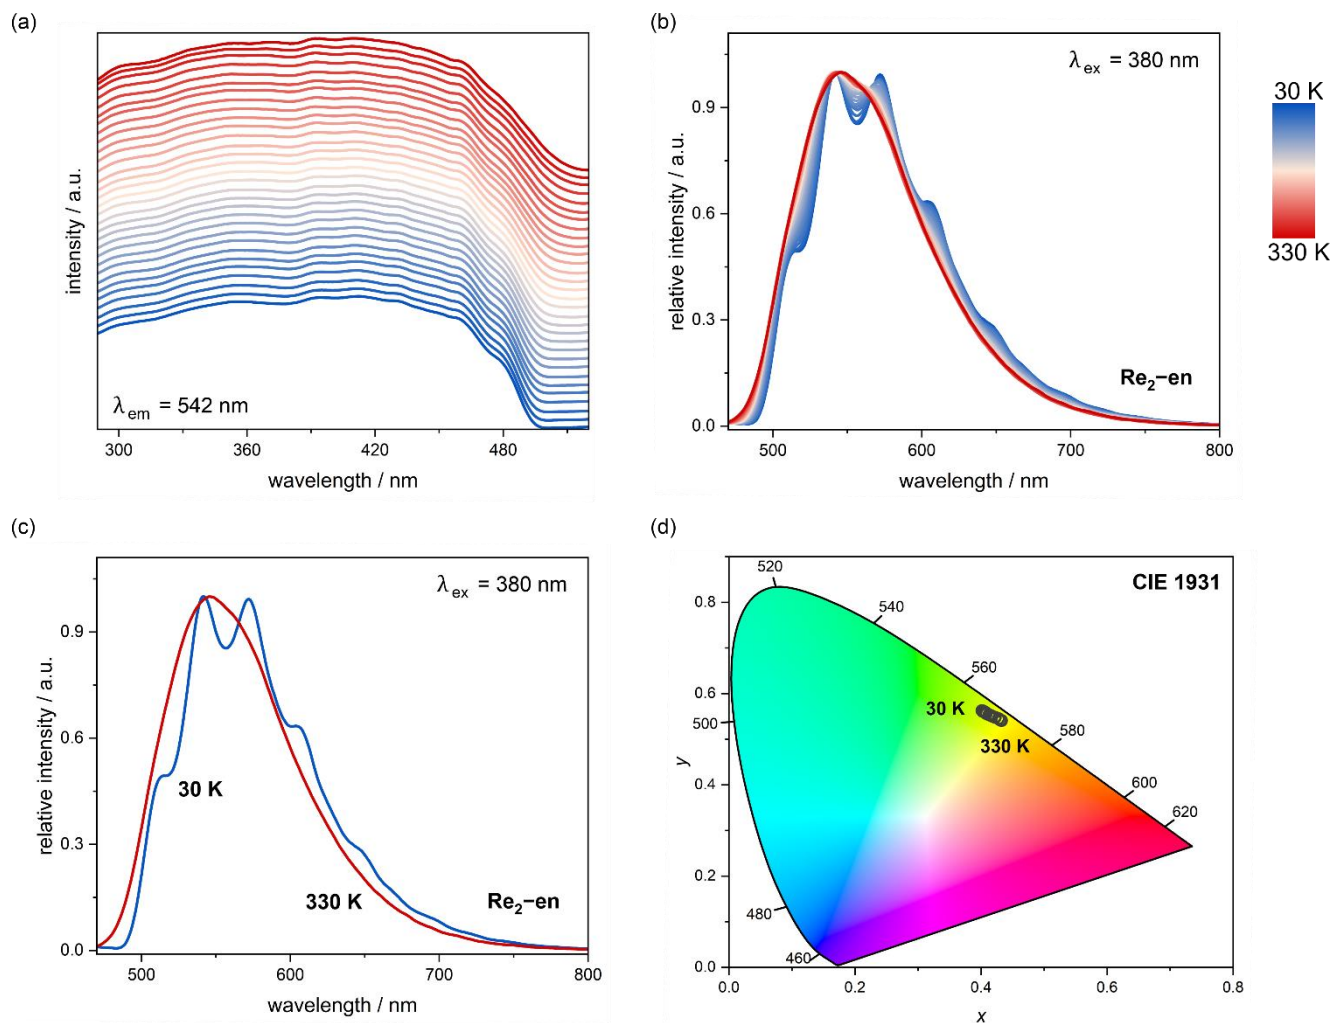 (a)
intensity / a.u.
λem = 542 nm
300 360 420 480
wavelength / nm
(b)
λex = 380 nm
0.9
0.6
0.3
0.0
relative intensity / a.u.
Re2–en
500 600 700 800
wavelength / nm
30 K
330 K
(c)
λex = 380 nm
0.9
0.6
0.3
0.0
relative intensity / a.u.
30 K
330 K
Re2–en
500 600 700 800
wavelength / nm
(d)
CIE 1931
520
540
560
580
600
620
500
480
460
30 K
330 K
0.8
0.6
0.4
0.2
0.0
y
0.0 0.2 0.4 0.6 0.8
x